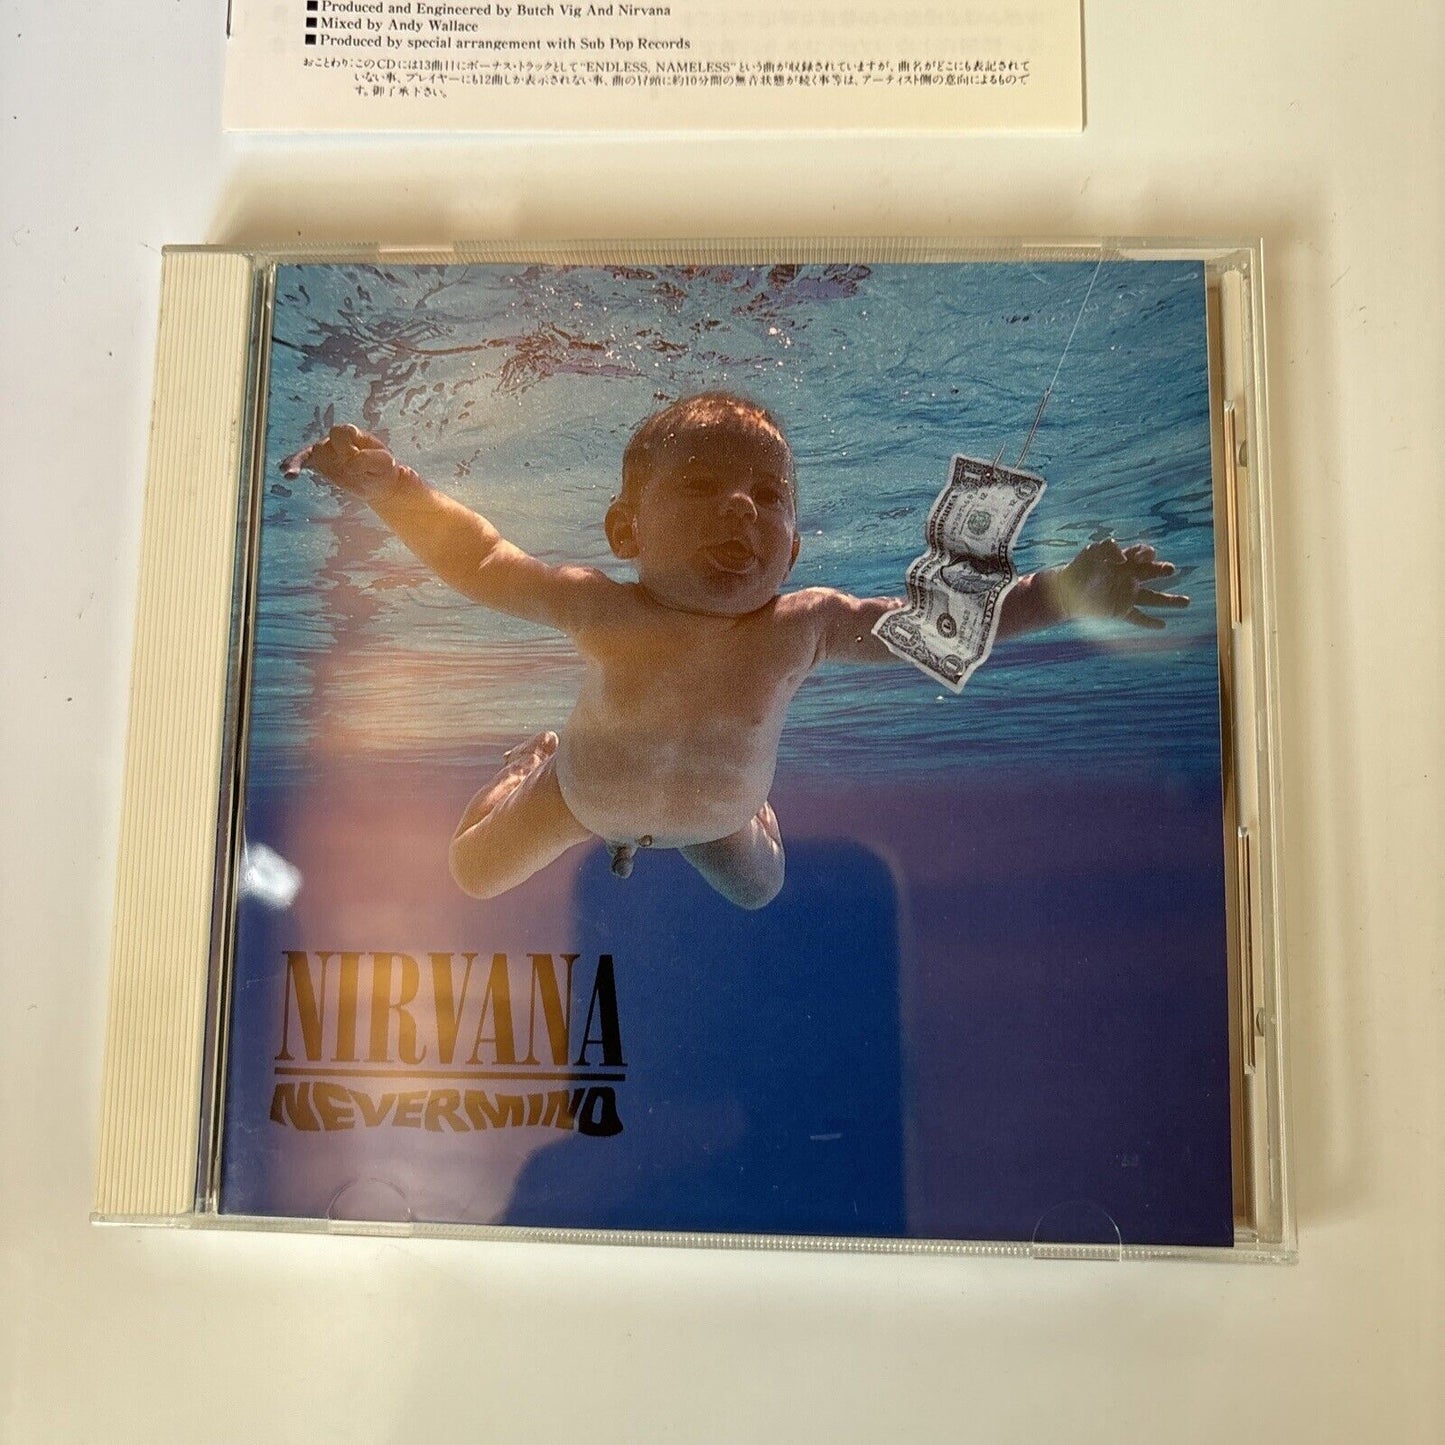 ■Produced and Engineered by Butch Vig And Nirvana
■Mixed by Andy Wallace
■Produced by special arrangement with Sub Pop Records
おことわり:このCDには13曲目にボーナス・トラックとして“ENDLESS, NAMELESS”という曲が収録されていますが、曲名がどこにも表記されて
いない事、プレイヤーにも12曲しか表示されない事、曲の冒頭に約10分間の無音状態が続く事等は、アーティスト側の意向によるもので
す。御了承下さい。
NIRVANA
NEVERMIND